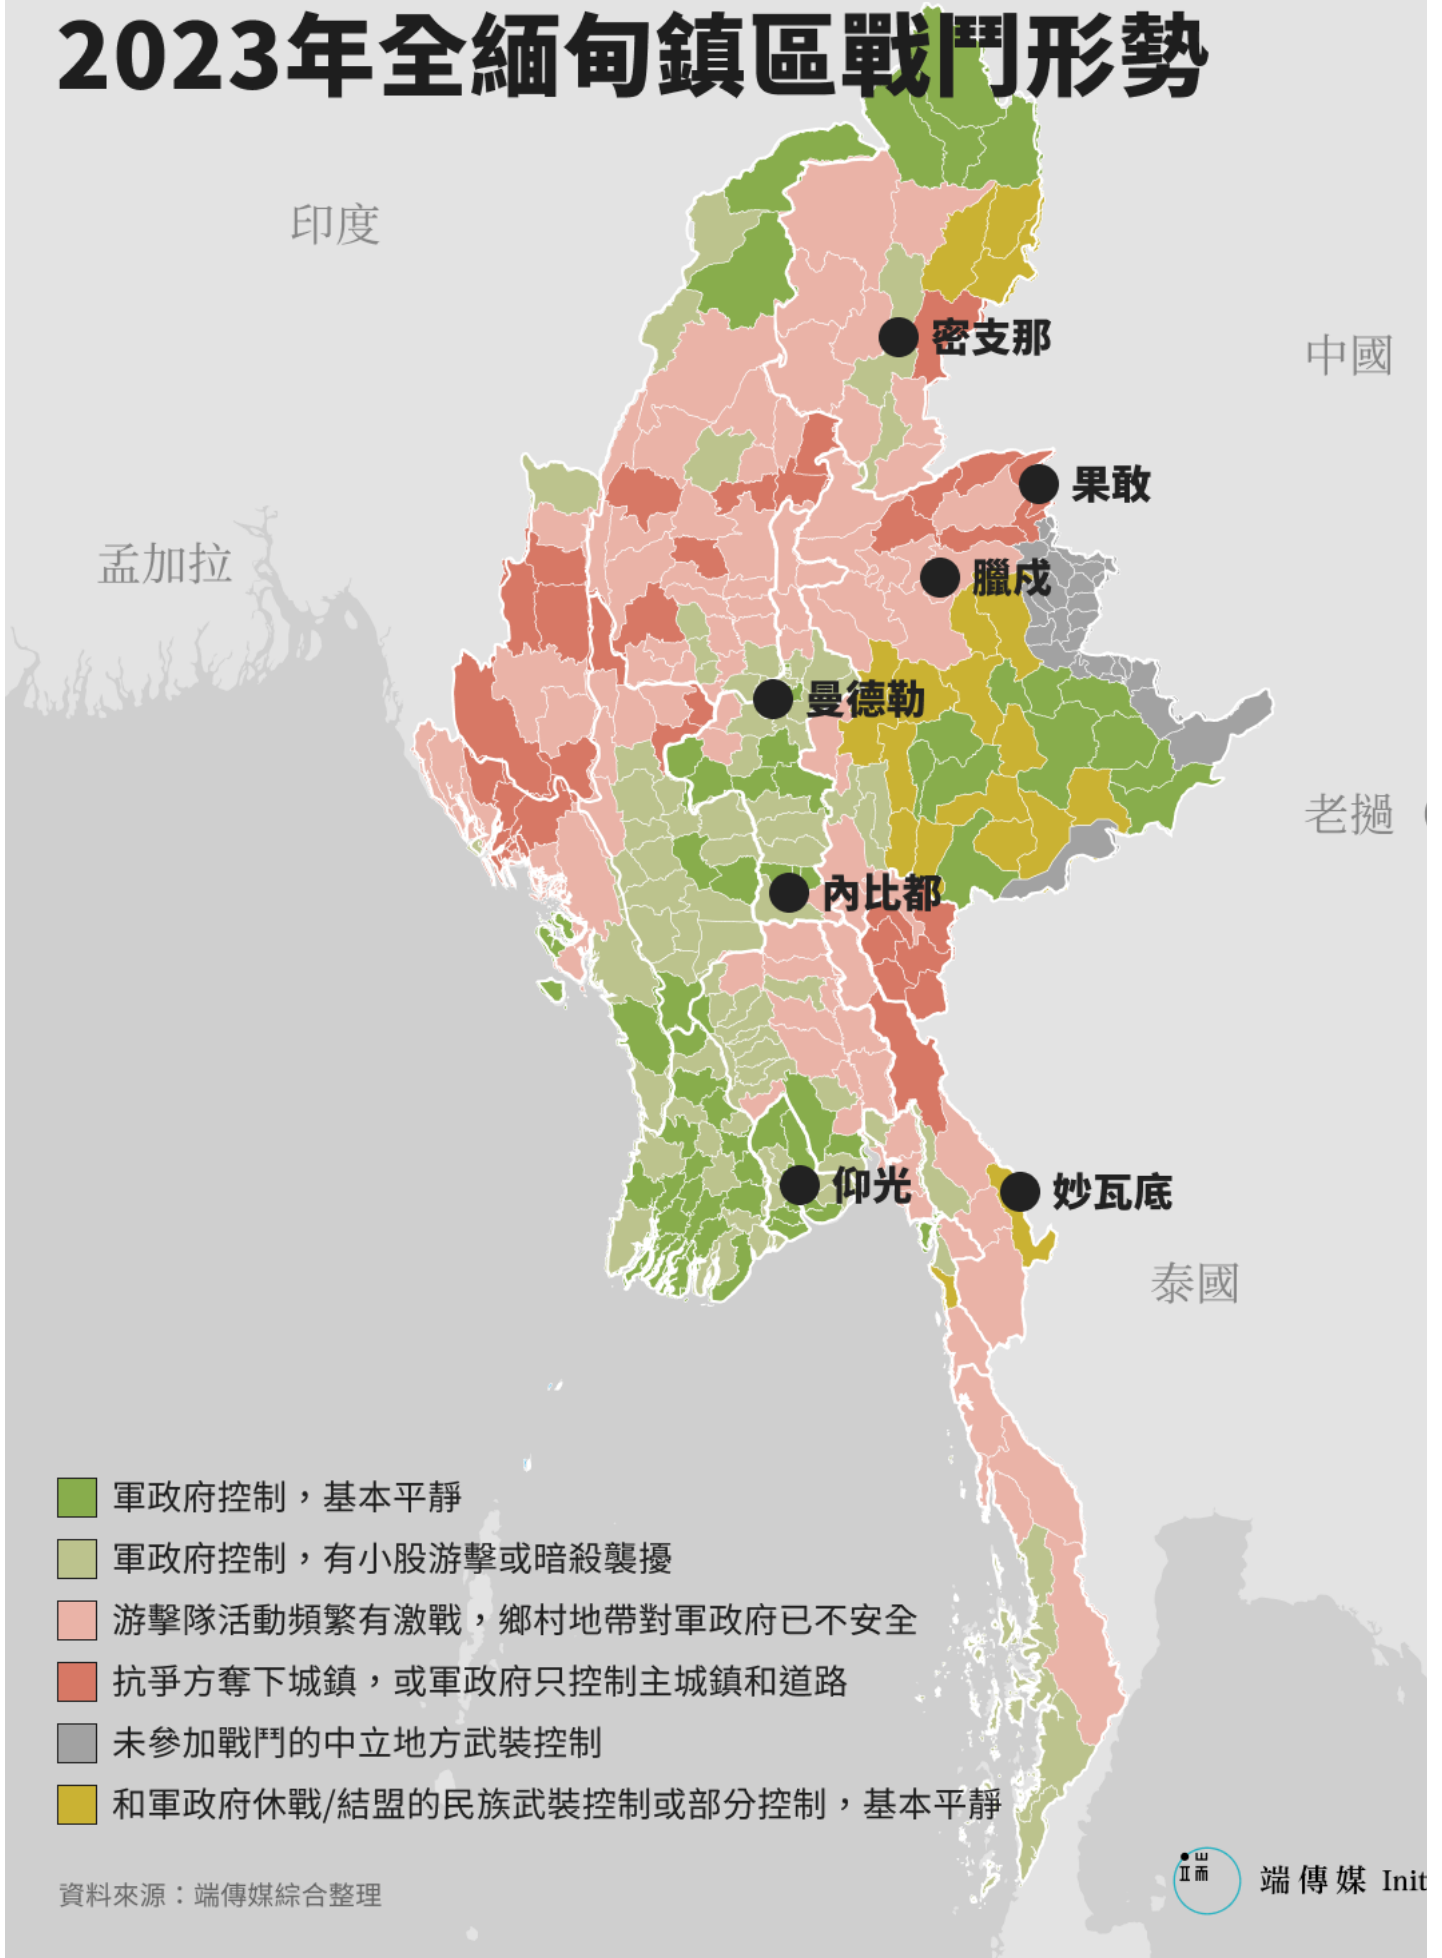 2023年全緬甸鎮區戰鬥形勢
印度
密支那
中國
果敢
孟加拉
臘戍
曼德勒
老撾（
內比都
仰光
妙瓦底
泰國
軍政府控制，基本平靜
軍政府控制，有小股游擊或暗殺襲擾
游擊隊活動頻繁有激戰，鄉村地帶對軍政府已不安全
抗爭方奪下城鎮，或軍政府只控制主城鎮和道路
未參加戰鬥的中立地方武裝控制
和軍政府休戰/結盟的民族武裝控制或部分控制，基本平靜
資料來源：端傳媒綜合整理
端傳媒 Init